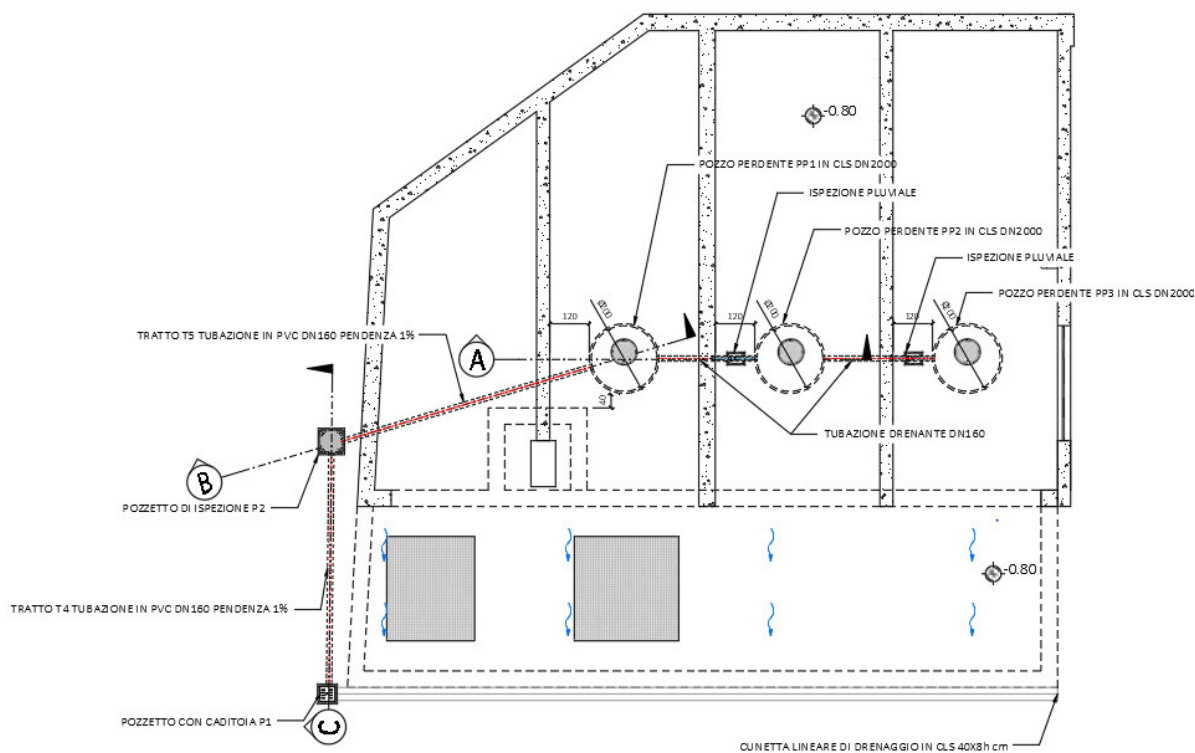 -0.80
POZZO PERDENTE PP1 IN CLS DN2000
ISPEZIONE PLUVIALE
POZZO PERDENTE PP2 IN CLS DN2000
ISPEZIONE PLUVIALE
POZZO PERDENTE PP3 IN CLS DN2000
120
Ø200
120
Ø200
120
Ø200
TRATTO T5 TUBAZIONE IN PVC DN160 PENDENZA 1%
A
40
TUBAZIONE DRENANTE DN160
B
POZZETTO DI ISPEZIONE P2
-0.80
TRATTO T4 TUBAZIONE IN PVC DN160 PENDENZA 1%
POZZETTO CON CADITOIA P1
C
CUNETTA LINEARE DI DRENAGGIO IN CLS 40X8h cm